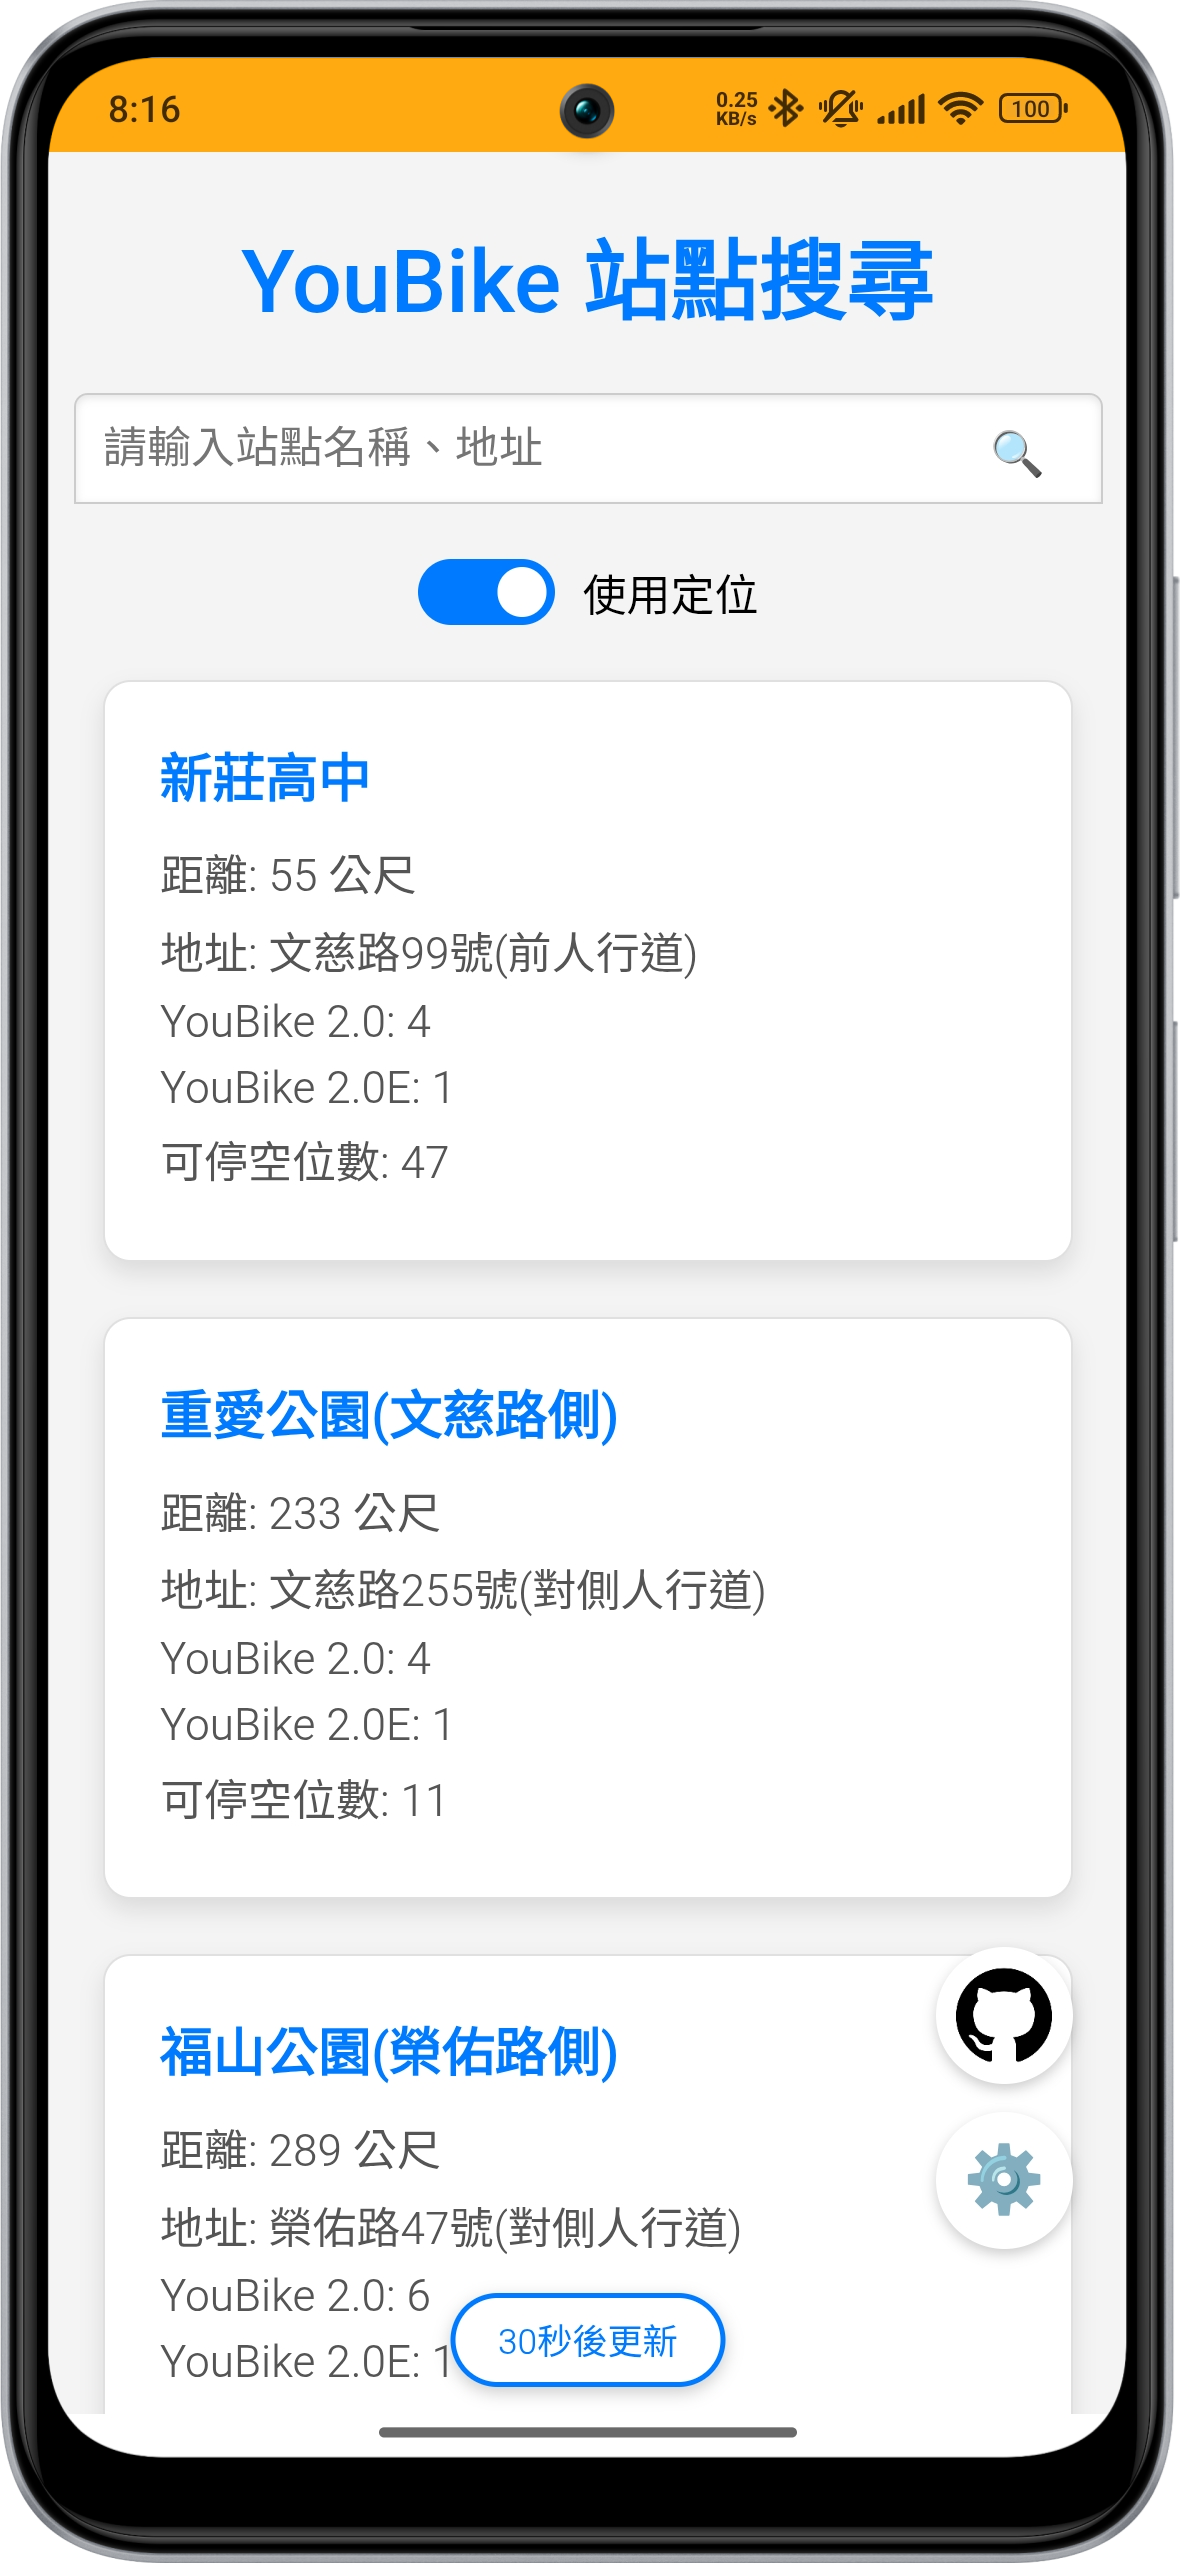 8:16
0.25
KB/s
100
YouBike 站點搜尋
請輸入站點名稱、地址
使用定位
新莊高中
距離: 55 公尺
地址: 文慈路99號(前人行道)
YouBike 2.0: 4
YouBike 2.0E: 1
可停空位數: 47
重愛公園(文慈路側)
距離: 233 公尺
地址: 文慈路255號(對側人行道)
YouBike 2.0: 4
YouBike 2.0E: 1
可停空位數: 11
福山公園(榮佑路側)
距離: 289 公尺
地址: 榮佑路47號(對側人行道)
YouBike 2.0: 6
YouBike 2.0E: 1
30秒後更新